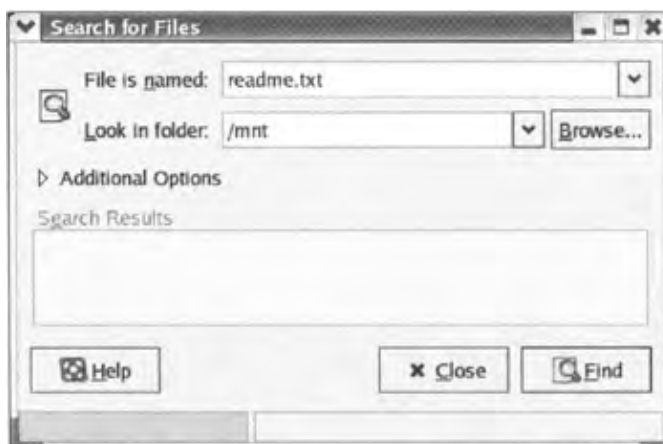 Search for Files
File is named: readme.txt
Look in folder: /mnt Browse...
Additional Options
Search Results
Help Close Find